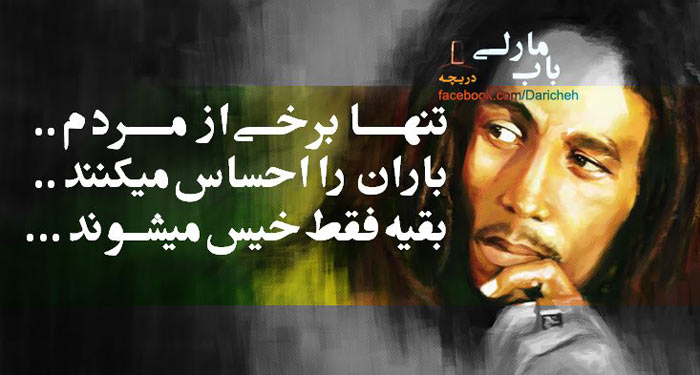 مارلی
باب
دریچه
facebook.com/Daricheh
تنها برخی از مردم ..
باران را احساس میکنند ..
بقیه فقط خیس میشوند ...